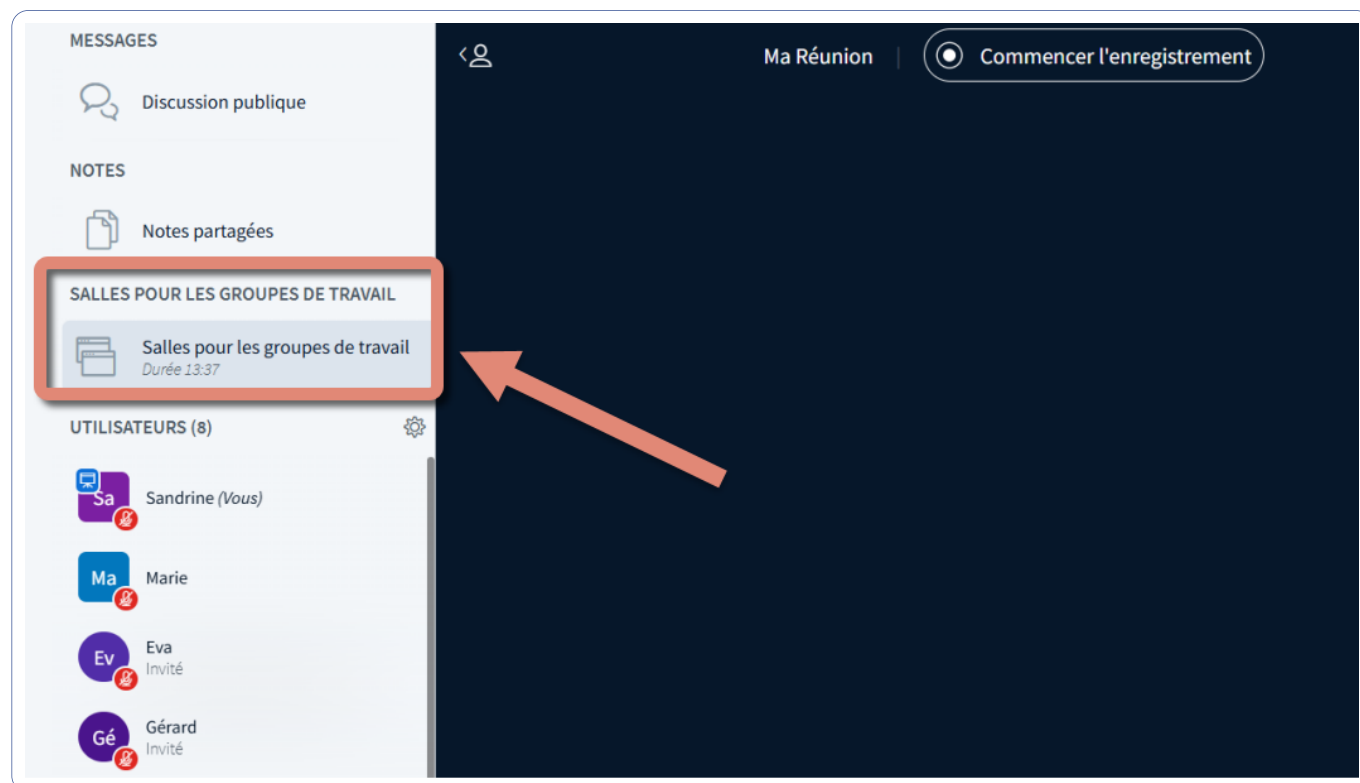 MESSAGES
Ma Réunion
Commencer l'enregistrement
Discussion publique
NOTES
Notes partagées
SALLES POUR LES GROUPES DE TRAVAIL
Salles pour les groupes de travail
Durée 13:37
UTILISATEURS (8)
Sa
Sandrine (Vous)
Ma
Marie
Ev
Eva
Invité
Gé
Gérard
Invité